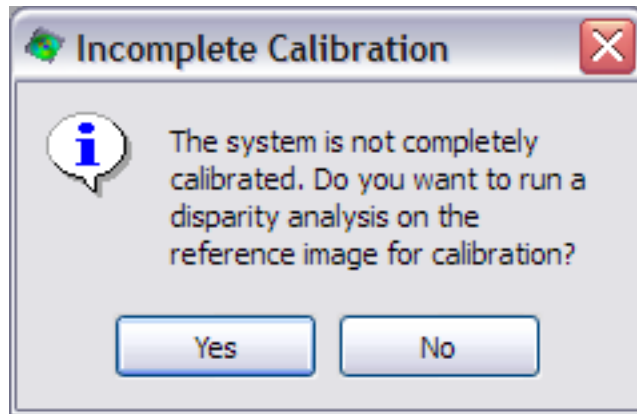 Incomplete Calibration
The system is not completely
calibrated. Do you want to run a
disparity analysis on the
reference image for calibration?
Yes No